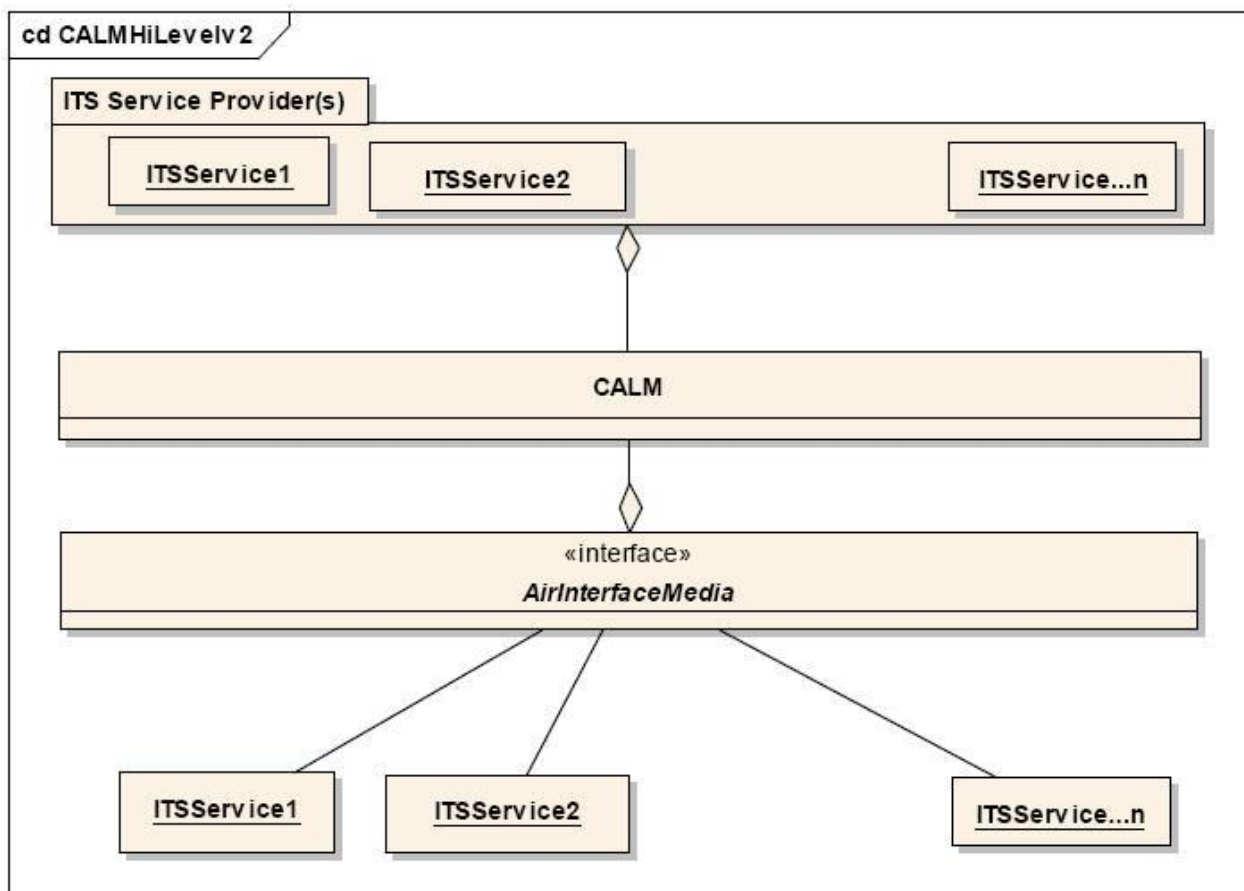 cd CALMHiLevelv2
ITS Service Provider(s)
ITSService1
ITSService2
ITSService...n
CALM
«interface»
AirInterfaceMedia
ITSService1
ITSService2
ITSService...n